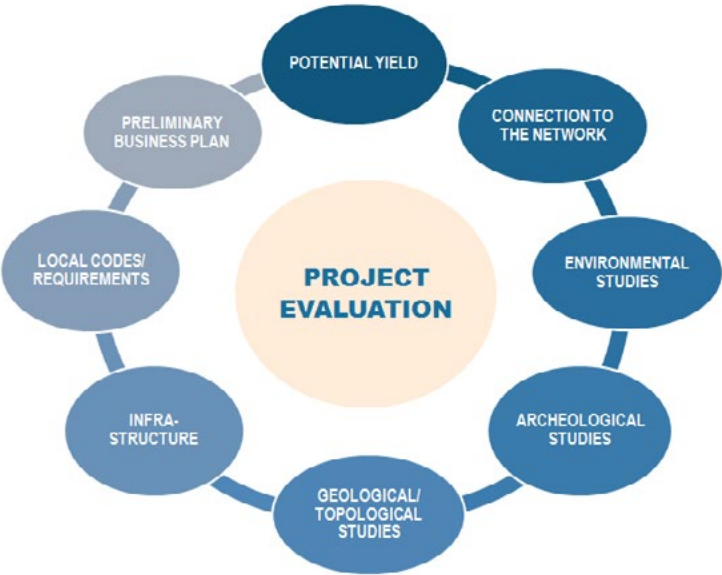 POTENTIAL YIELD
CONNECTION TO
THE NETWORK
ENVIRONMENTAL
STUDIES
ARCHEOLOGICAL
STUDIES
GEOLOGICAL/
TOPOLOGICAL
STUDIES
INFRA-
STRUCTURE
LOCAL CODES/
REQUIREMENTS
PRELIMINARY
BUSINESS PLAN
PROJECT
EVALUATION